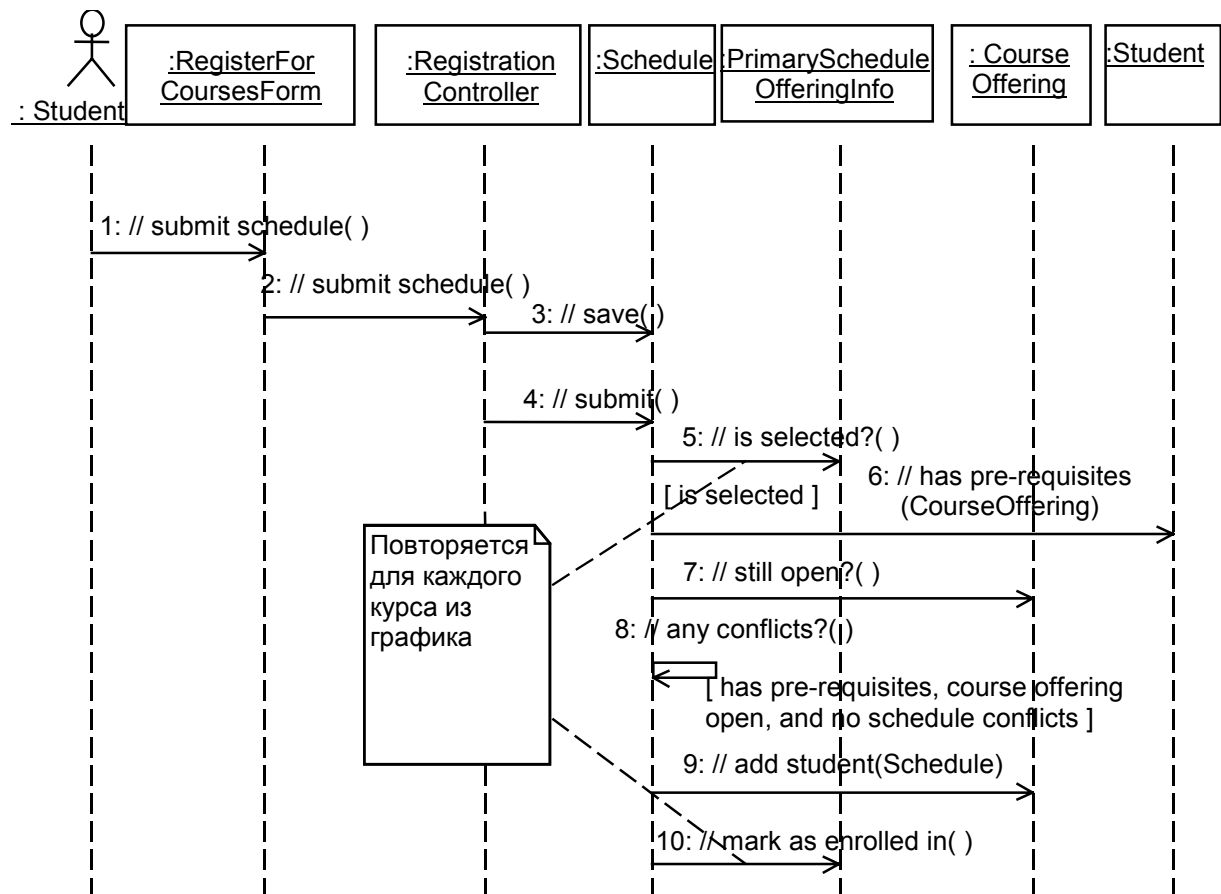 : Student
:RegisterFor
CoursesForm
:Registration
Controller
:Schedule
:PrimarySchedule
OfferingInfo
: Course
Offering
:Student
1: // submit schedule( )
2: // submit schedule( )
3: // save( )
4: // submit( )
5: // is selected?( )
[ is selected ]
6: // has pre-requisites
(CourseOffering)
Повторяется
для каждого
курса из
графика
7: // still open?( )
8: // any conflicts?( )
[ has pre-requisites, course offering
open, and no schedule conflicts ]
9: // add student(Schedule)
10: // mark as enrolled in( )